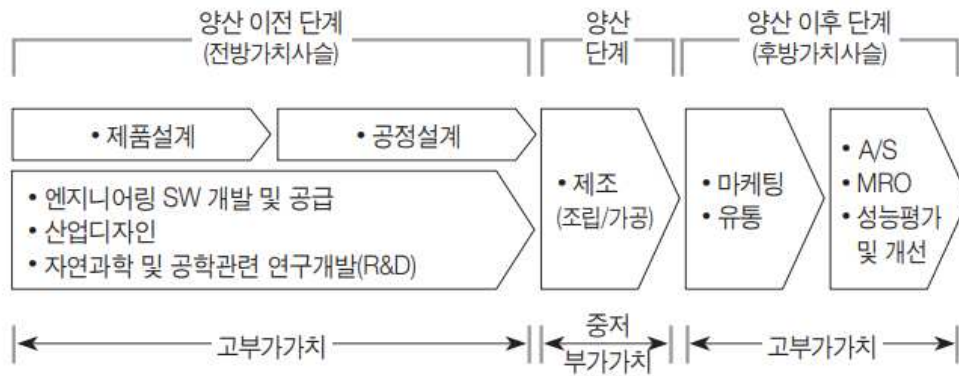 양산 이전 단계
(전방가치사슬)
양산
단계
양산 이후 단계
(후방가치사슬)
• 제품설계
• 공정설계
• 엔지니어링 SW 개발 및 공급
• 산업디자인
• 자연과학 및 공학관련 연구개발(R&D)
• 제조
(조립/가공)
• 마케팅
• 유통
• A/S
• MRO
• 성능평가
및 개선
고부가가치
중저
부가가치
고부가가치